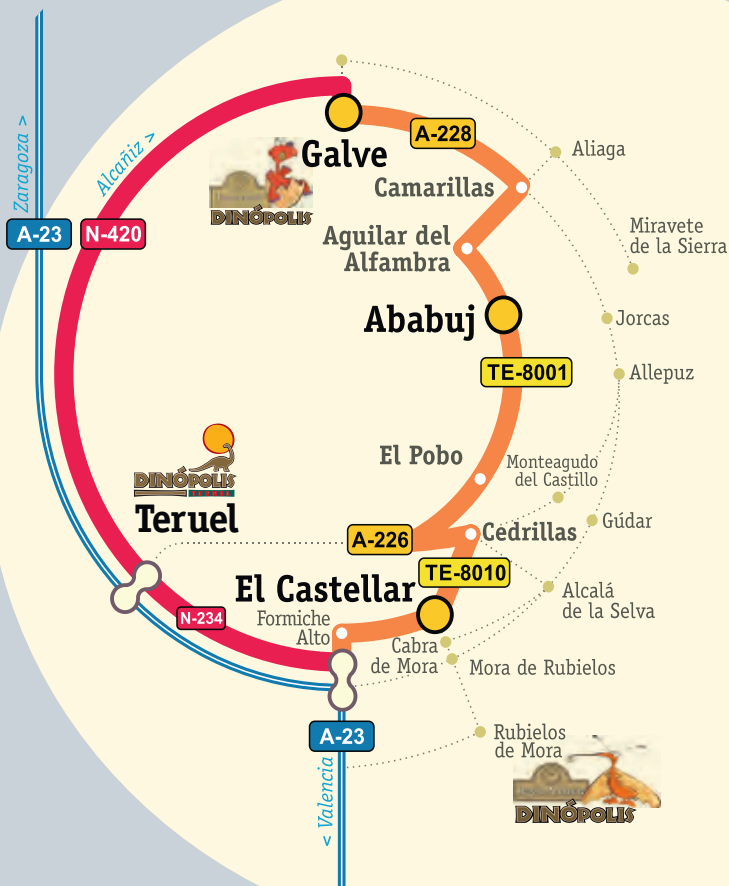 Zaragoza >
Alcañiz >
A-228
Galve
Aliaga
Camarillas
DINÓPOLIS
A-23
N-420
Miravete
de la Sierra
Aguilar del
Alfambra
Ababuj
Jorcas
TE-8001
Allepuz
El Pobo
Monteagudo
del Castillo
DINÓPOLIS
Teruel
Gúdar
A-226
Cedrillas
TE-8010
El Castellar
Alcalá
de la Selva
N-234
Formiche
Alto
Cabra
de Mora
Mora de Rubielos
A-23
Rubielos
de Mora
< Valencia
DINÓPOLIS